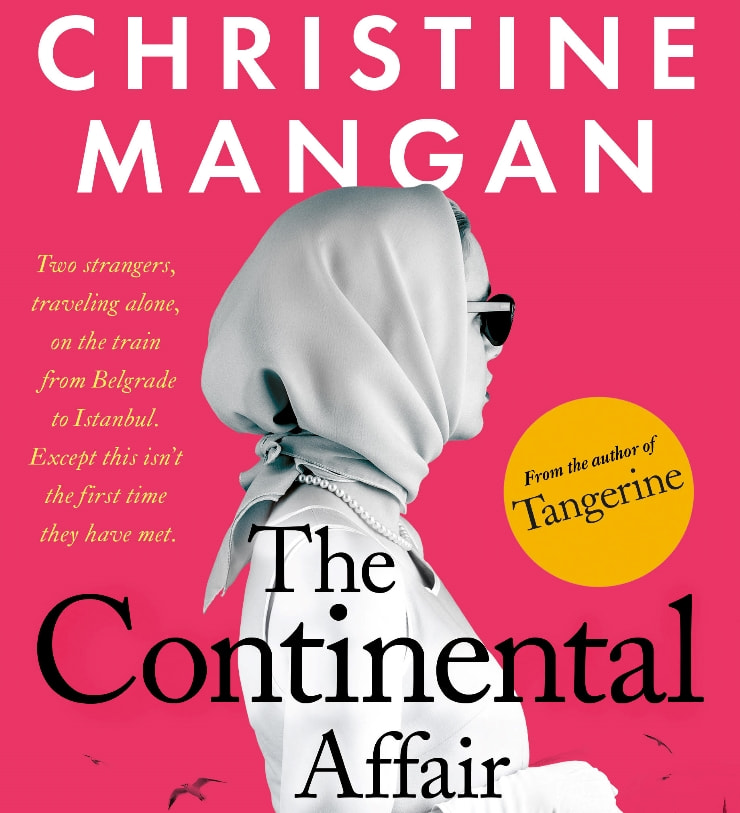 CHRISTINE
MANGAN
Two strangers,
traveling alone,
on the train
from Belgrade
to Istanbul.
Except this isn't
the first time
they have met.
From the author of
Tangerine
The
Continental
Affair